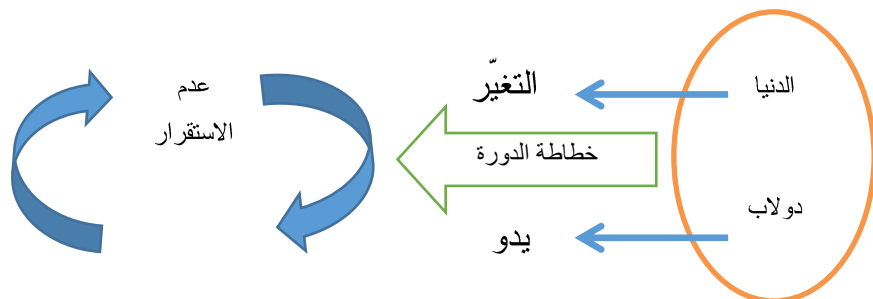 الدنيا
التغيّر
عدم
الاستقرار
خطاطة الدورة
دولاب
يدو